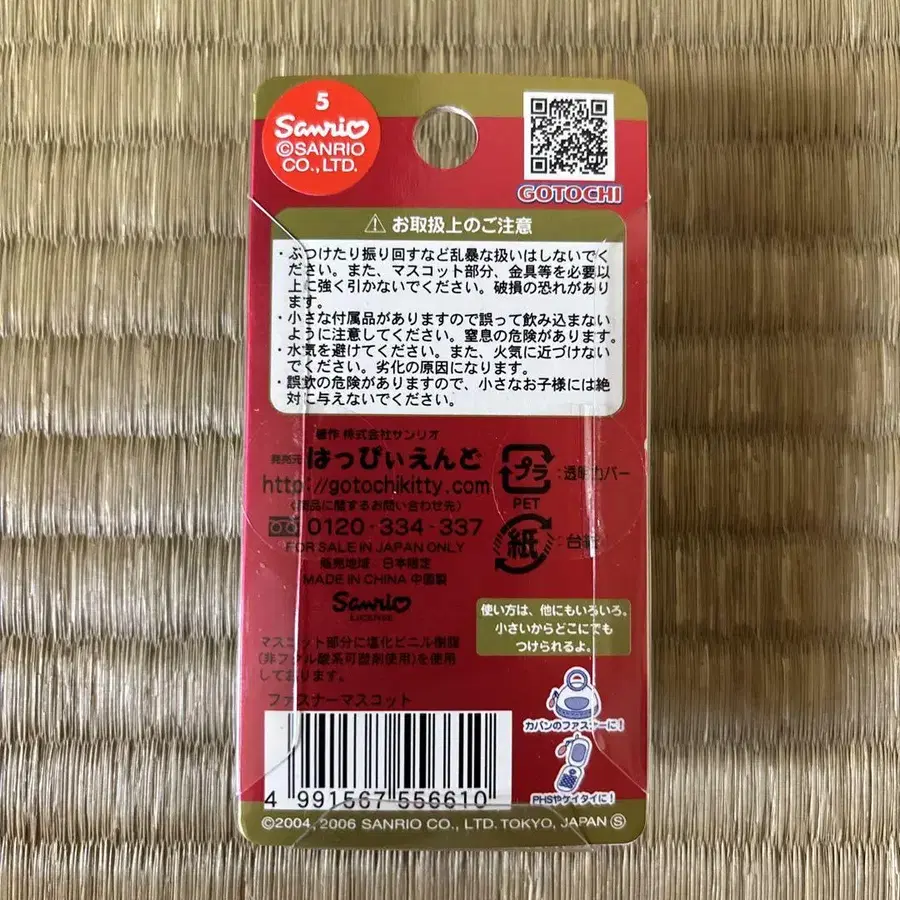 5
Sanrio
©SANRIO
CO., LTD.
GOTOCHI
お取扱上のご注意
・ぶつけたり振り回すなど乱暴な扱いはしないでく
ださい。また、マスコット部分、金具等を必要以
上に強く引かないでください。破損の恐れがあり
ます。
・小さな付属品がありますので誤って飲み込まない
ように注意してください。窒息の危険があります。
・水気を避けてください。また、火気に近づけない
でください。劣化の原因になります。
・誤飲の危険がありますので、小さなお子様には絶
対に与えないでください。
著作 株式会社サンリオ
発売元 はっぴぃえんど
http://gotochikitty.com
(商品に関するお問い合わせ先)
0120-334-337
FOR SALE IN JAPAN ONLY
販売地域 日本限定
MADE IN CHINA 中国製
Sanrio
LICENSE
プラ
:透明カバー
PET
紙
:台紙
マスコット部分に塩化ビニル樹脂
(非フタル酸系可塑剤使用)を使用
しております。
ファスナーマスコット
使い方は、他にもいろいろ。
小さいからどこにでも
つけられるよ。
カバンのファスナーに!
PHSやケイタイに!
4 991567 556610
©2004, 2006 SANRIO CO., LTD. TOKYO, JAPAN Ⓢ